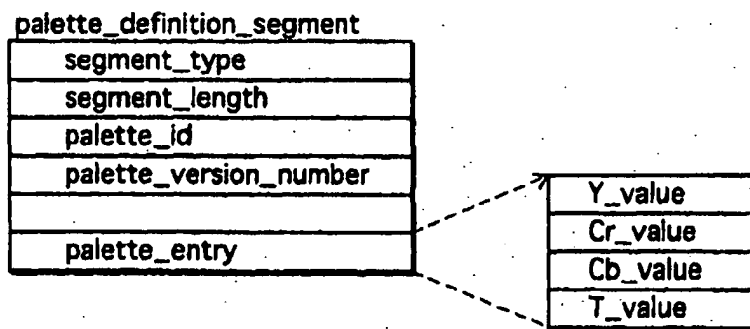 palette_definition_segment
segment_type
segment_length
palette_id
palette_version_number
palette_entry
Y_value
Cr_value
Cb_value
T_value